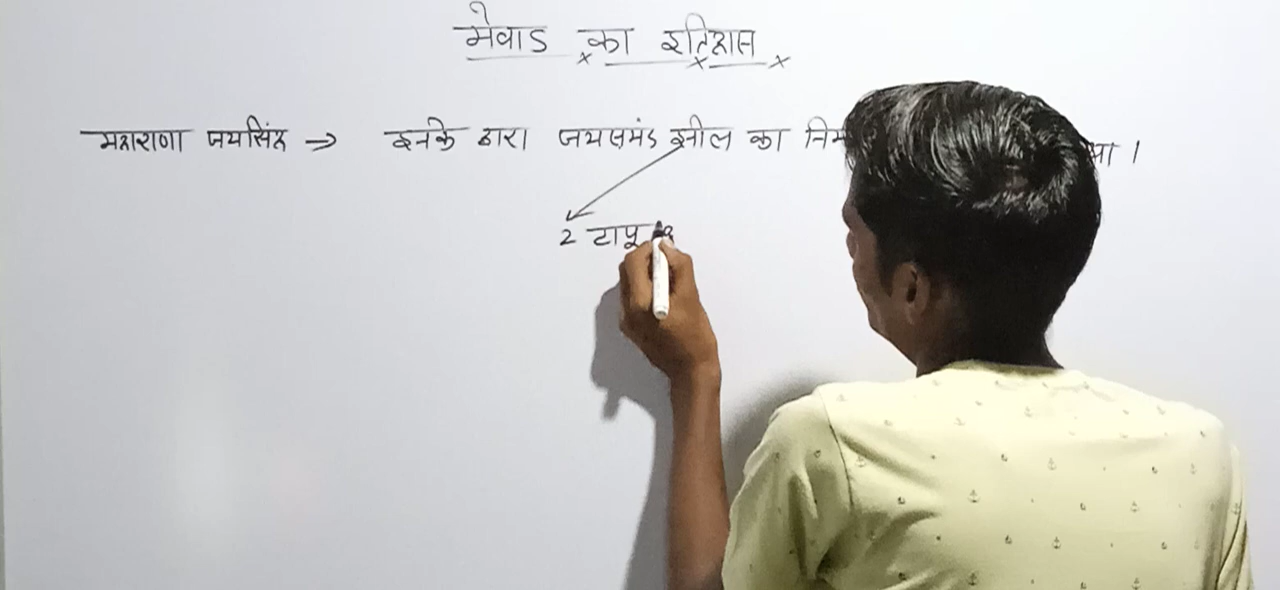 मेवाड का इतिहास
महाराणा जयसिंह → इनके द्वारा जयसमंद झील का
2 टापू